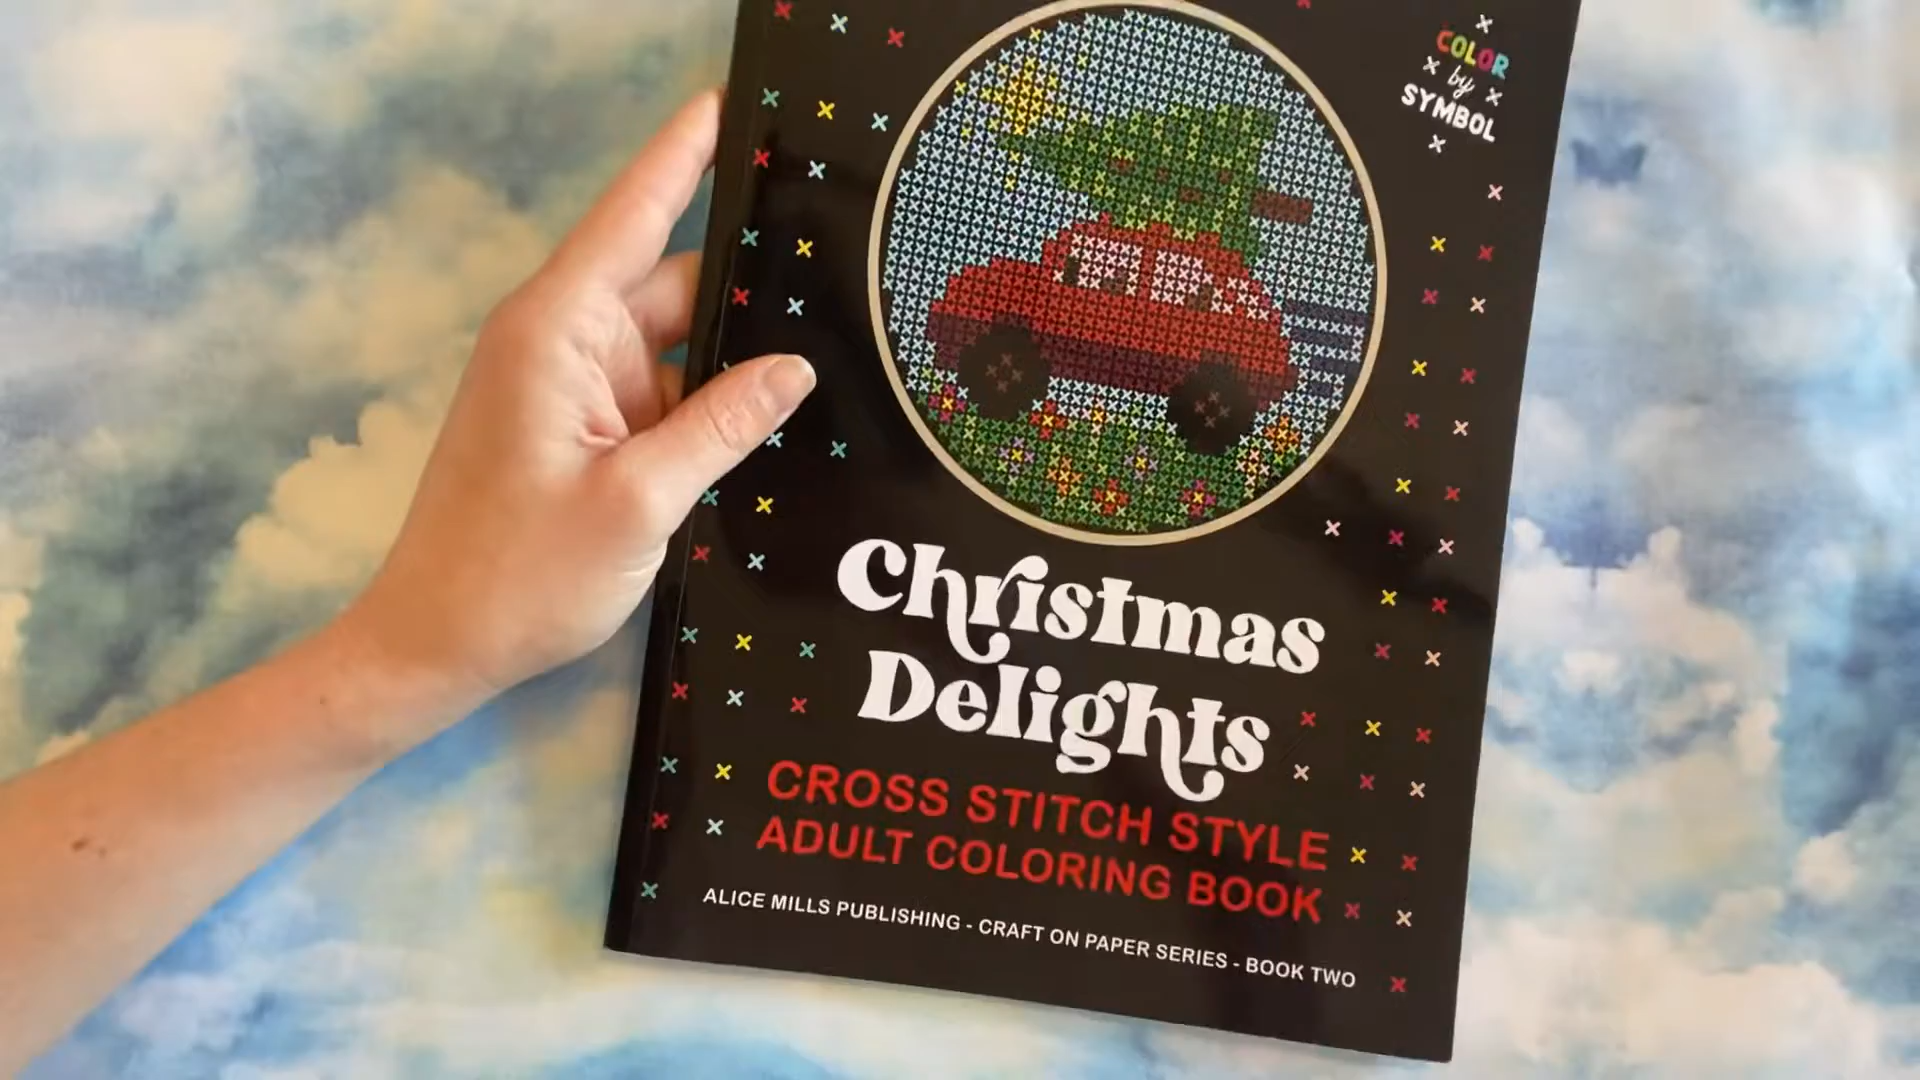 COLOR
by
SYMBOL
Christmas
Delights
CROSS STITCH STYLE
ADULT COLORING BOOK
ALICE MILLS PUBLISHING - CRAFT ON PAPER SERIES - BOOK TWO